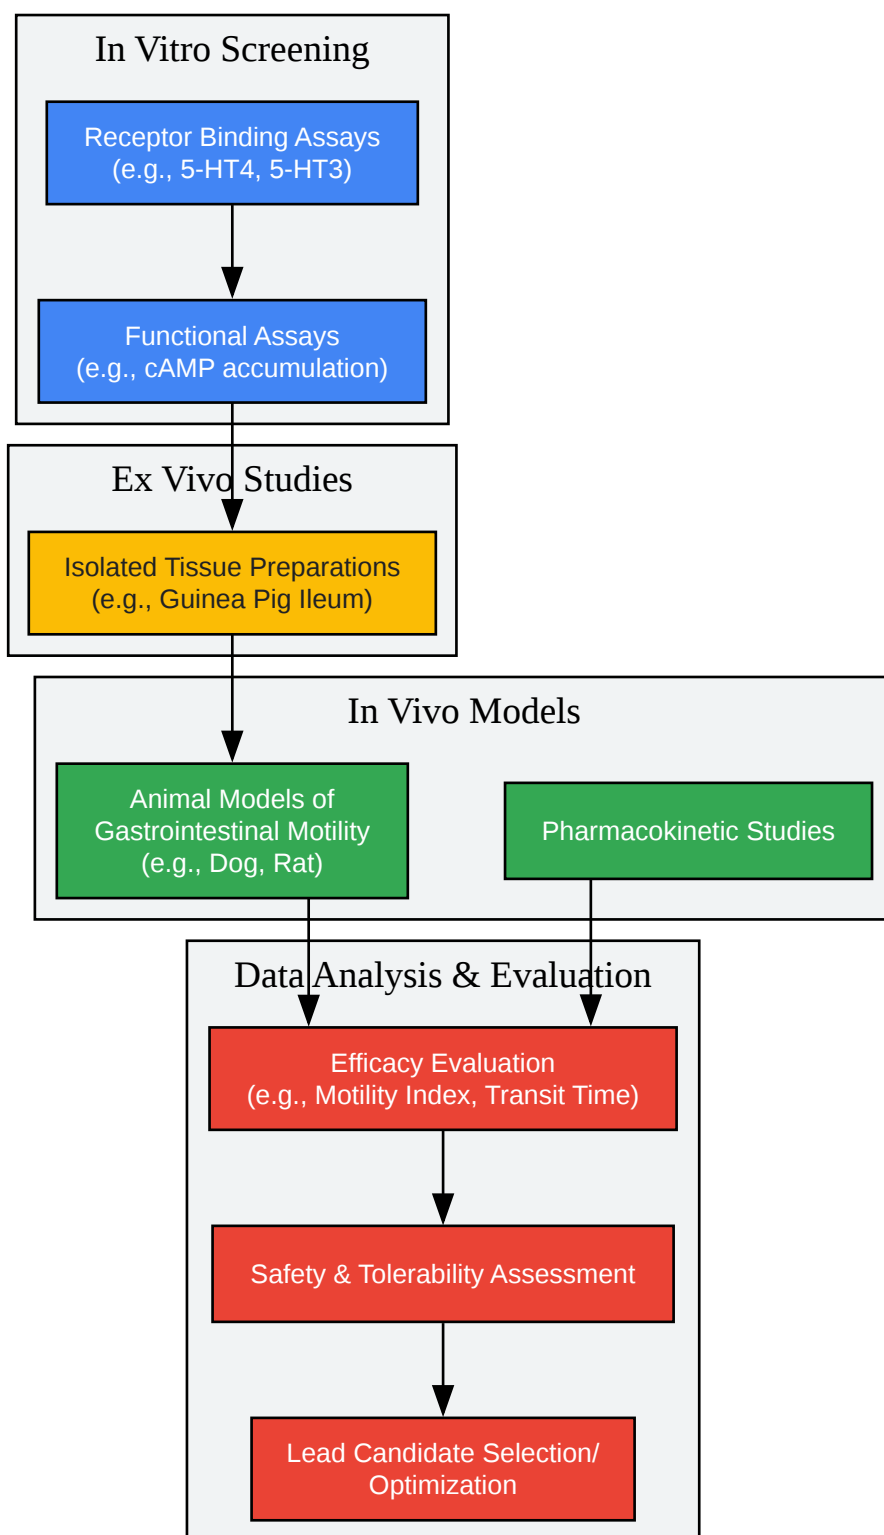 In Vitro Screening
Receptor Binding Assays
(e.g., 5-HT4, 5-HT3)
Functional Assays
(e.g., cAMP accumulation)
Ex Vivo Studies
Isolated Tissue Preparations
(e.g., Guinea Pig Ileum)
In Vivo Models
Animal Models of
Gastrointestinal Motility
(e.g., Dog, Rat)
Pharmacokinetic Studies
Data Analysis & Evaluation
Efficacy Evaluation
(e.g., Motility Index, Transit Time)
Safety & Tolerability Assessment
Lead Candidate Selection/
Optimization